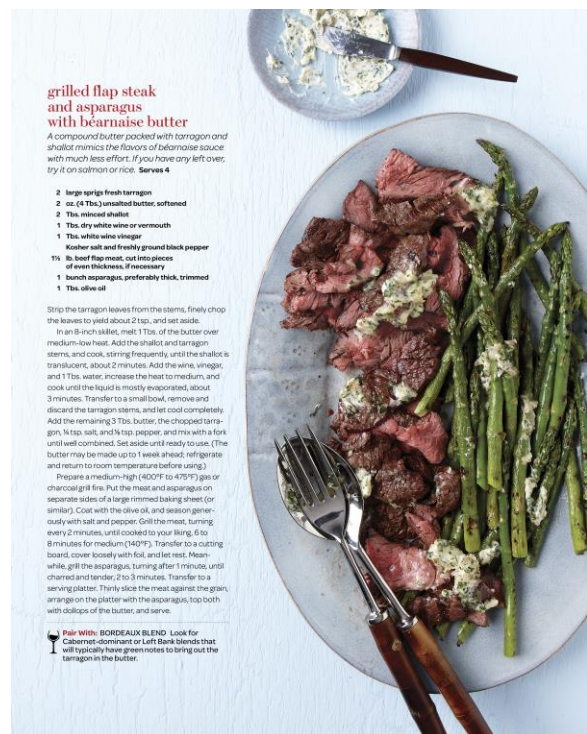 grilled flap steak
and asparagus
with béarnaise butter
A compound butter packed with tarragon and
shallot mimics the flavors of béarnaise sauce
with much less effort. If you have any left over,
try it on salmon or rice. Serves 4
2 large sprigs fresh tarragon
2 oz. (4 Tbs.) unsalted butter, softened
2 Tbs. minced shallot
1 Tbs. dry white wine or vermouth
1 Tbs. white wine vinegar
Kosher salt and freshly ground black pepper
1½ lb. beef flap meat, cut into pieces
of even thickness, if necessary
1 bunch asparagus, preferably thick, trimmed
1 Tbs. olive oil
Strip the tarragon leaves from the stems, finely chop
the leaves to yield about 2 tsp., and set aside.
In an 8-inch skillet, melt 1 Tbs. of the butter over
medium-low heat. Add the shallot and tarragon
stems, and cook, stirring frequently, until the shallot is
translucent, about 2 minutes. Add the wine, vinegar,
and 1 Tbs. water, increase the heat to medium, and
cook until the liquid is mostly evaporated, about
3 minutes. Transfer to a small bowl, remove and
discard the tarragon stems, and let cool completely.
Add the remaining 3 Tbs. butter, the chopped tarra-
gon, ¼ tsp. salt, and ⅛ tsp. pepper, and mix with a fork
until well combined. Set aside until ready to use. (The
butter may be made up to 1 week ahead; refrigerate
and return to room temperature before using.)
Prepare a medium-high (400°F to 475°F) gas or
charcoal grill fire. Put the meat and asparagus on
separate sides of a large rimmed baking sheet (or
similar). Coat with the olive oil, and season gener-
ously with salt and pepper. Grill the meat, turning
every 2 minutes, until cooked to your liking, 6 to
8 minutes for medium (140°F). Transfer to a cutting
board, cover loosely with foil, and let rest. Mean-
while, grill the asparagus, turning after 1 minute, until
charred and tender, 2 to 3 minutes. Transfer to a
serving platter. Thinly slice the meat against the grain,
arrange on the platter with the asparagus, top both
with dollops of the butter, and serve.
Pair With: BORDEAUX BLEND Look for
Cabernet-dominant or Left Bank blends that
will typically have green notes to bring out the
tarragon in the butter.